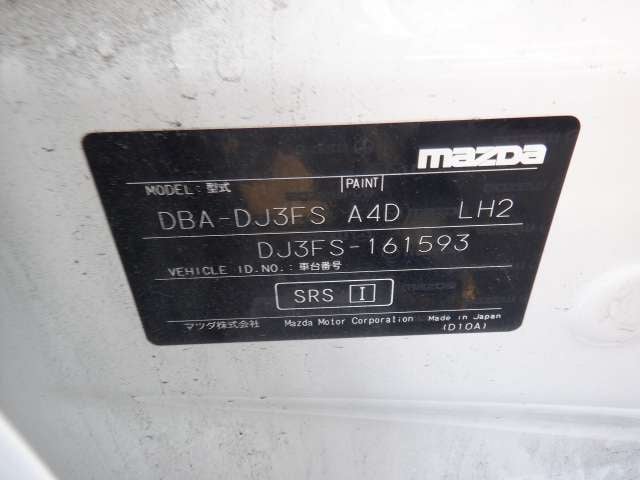 mazda
MODEL: 型式 PAINT
DBA-DJ3FS A4D LH2
DJ3FS-161593
VEHICLE ID.NO.: 車台番号
SRS I
マツダ株式会社 Mazda Motor Corporation Made in Japan
(D10A)